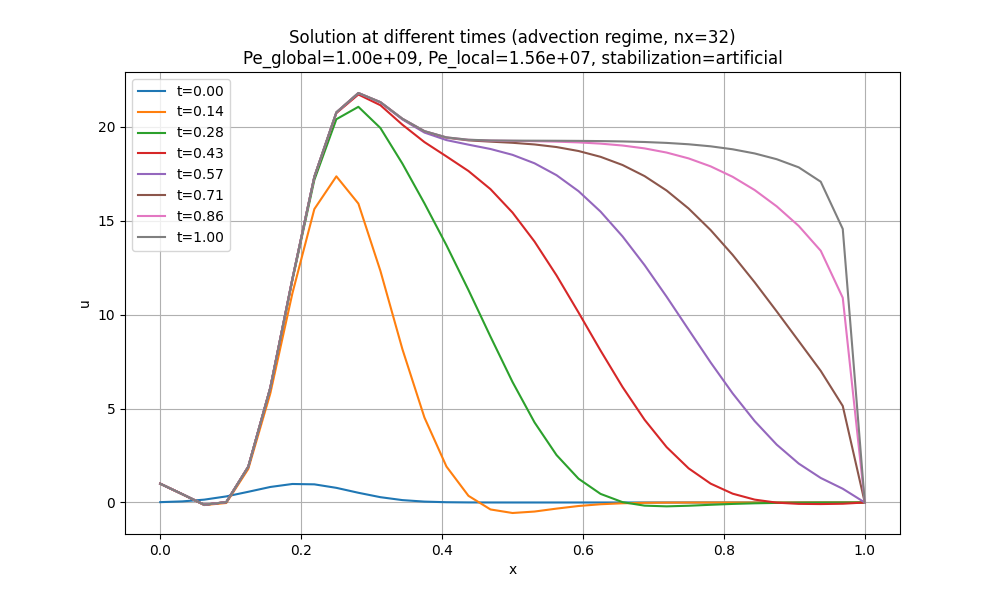 Solution at different times (advection regime, nx=32)
Pe_global=1.00e+09, Pe_local=1.56e+07, stabilization=artificial
t=0.00
t=0.14
t=0.28
t=0.43
t=0.57
t=0.71
t=0.86
t=1.00
20
15
10
5
0
u
0.0
0.2
0.4
0.6
0.8
1.0
x